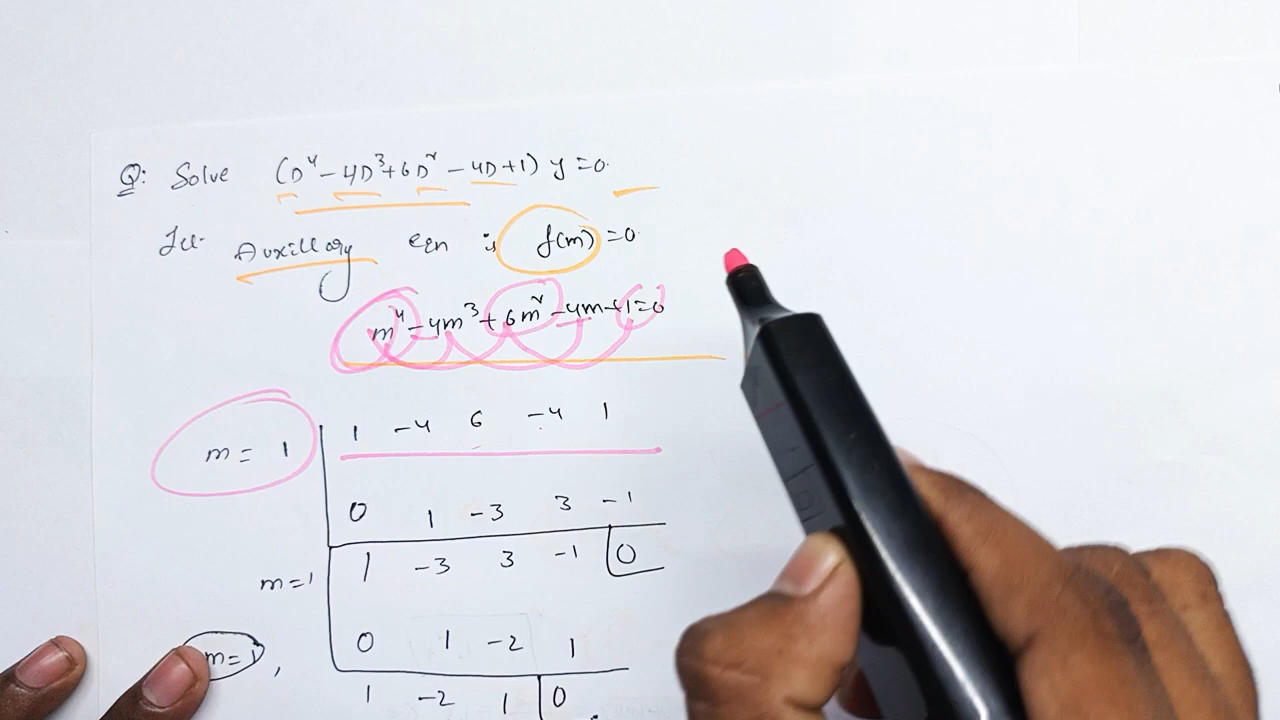 Q: Solve (D⁴ - 4D³ + 6D² - 4D + 1) y = 0.
Auxillary eqn is f(m) = 0
m⁴ - 4m³ + 6m² - 4m + 1 = 0
m = 1 1 -4 6 -4 1
0 1 -3 3 -1
m = 1 1 -3 3 -1 0
0 1 -2 1
m = 1 ,
1 -2 1 0